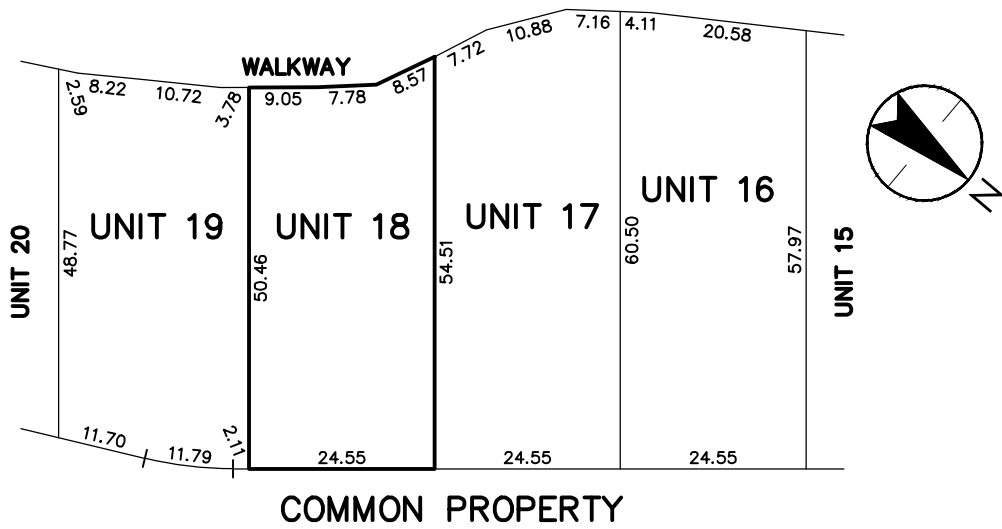 7.16
4.11
10.88
20.58
7.72
WALKWAY
8.57
2.59
8.22
10.72
3.78
9.05
7.78
N
UNIT 19
UNIT 18
UNIT 17
UNIT 16
UNIT 20
48.77
50.46
54.51
60.50
57.97
UNIT 15
11.70
11.79
2.11
24.55
24.55
24.55
COMMON PROPERTY